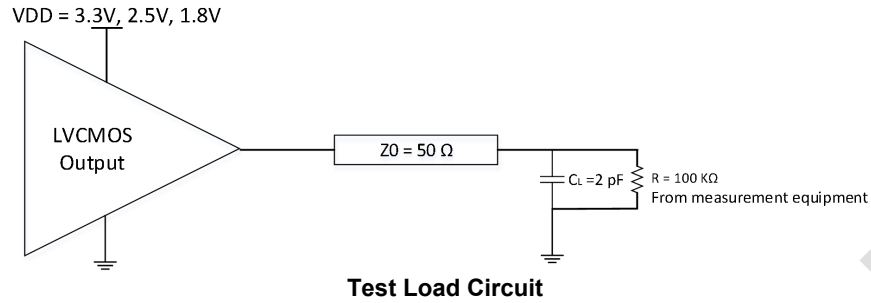 VDD = 3.3V, 2.5V, 1.8V
LVCMOS
Output
Z0 = 50 Ω
CL =2 pF
R = 100 KΩ
From measurement equipment
Test Load Circuit